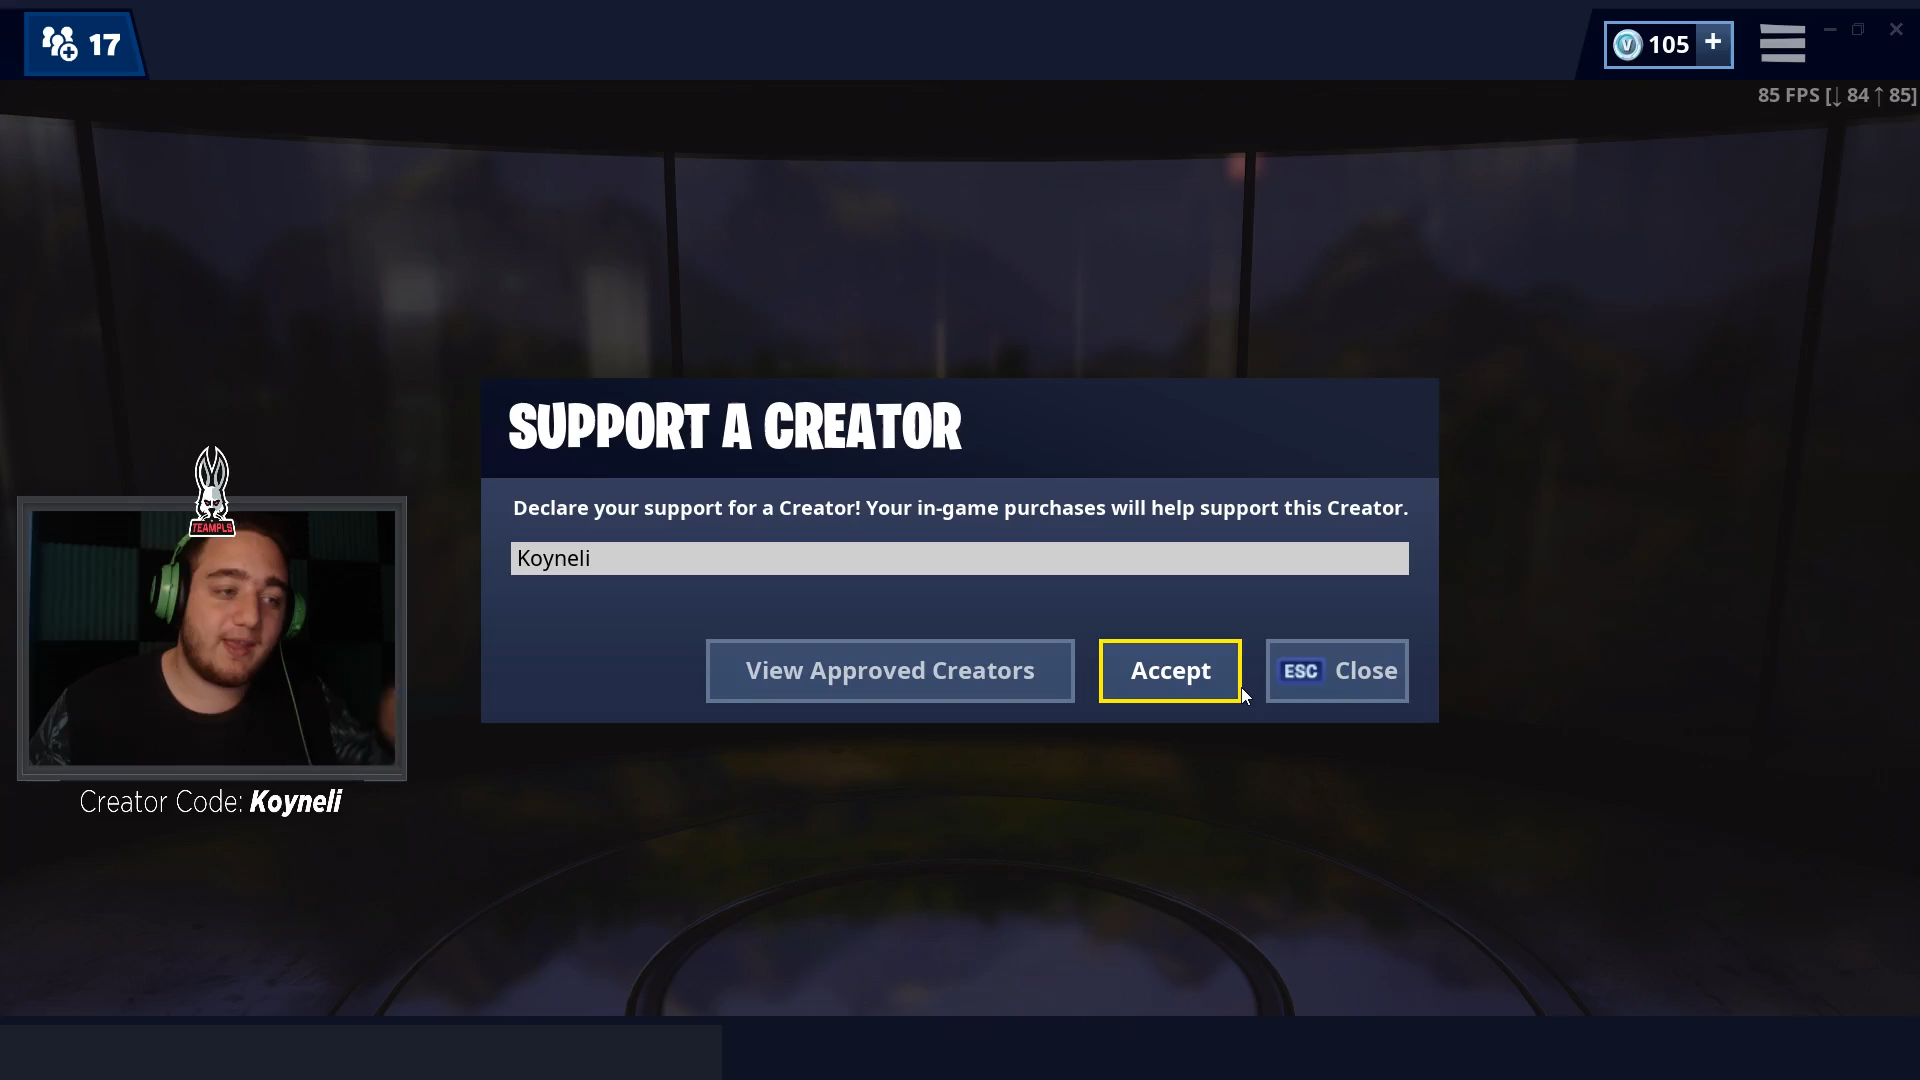 17
105 +
85 FPS [↓ 84 ↑ 85]
SUPPORT A CREATOR
Declare your support for a Creator! Your in-game purchases will help support this Creator.
Koyneli
View Approved Creators
Accept
ESC Close
TEAMPLS
Creator Code: Koyneli